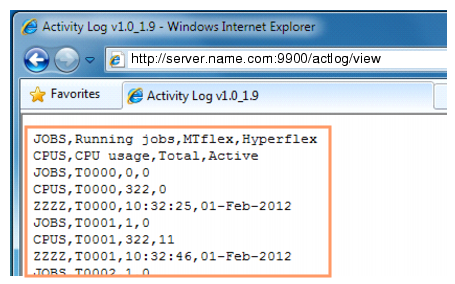 Activity Log v1.0_1.9 - Windows Internet Explorer
http://server.name.com:9900/actlog/view
Favorites
Activity Log v1.0_1.9
JOBS,Running jobs,MTflex,Hyperflex
CPUS,CPU usage,Total,Active
JOBS,T0000,0,0
CPUS,T0000,322,0
ZZZZ,T0000,10:32:25,01-Feb-2012
JOBS,T0001,1,0
CPUS,T0001,322,11
ZZZZ,T0001,10:32:46,01-Feb-2012
JOBS,T0002,1,0